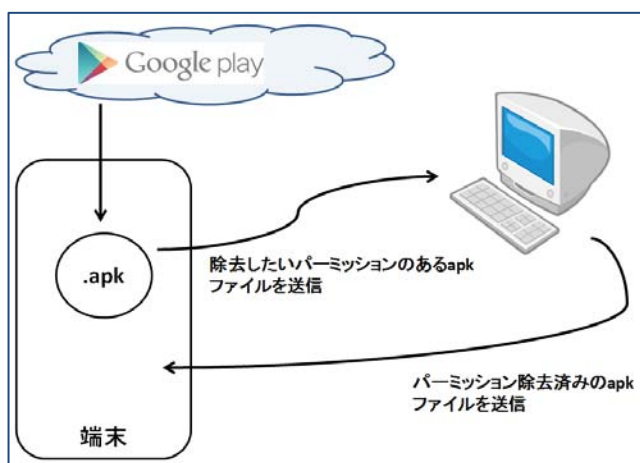 Google play
.apk
除去したいパーミッションのあるapk
ファイルを送信
パーミッション除去済みのapk
ファイルを送信
端末